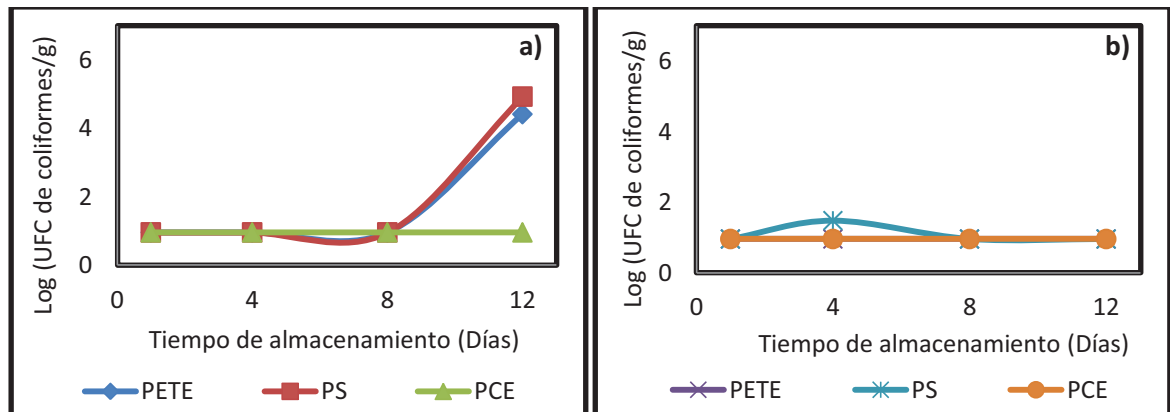 a)
Log (UFC de coliformes/g)
6
4
2
0
0 4 8 12
Tiempo de almacenamiento (Días)
PETE PS PCE
b)
Log (UFC de coliformes/g)
6
4
2
0
0 4 8 12
Tiempo de almacenamiento (Días)
PETE PS PCE